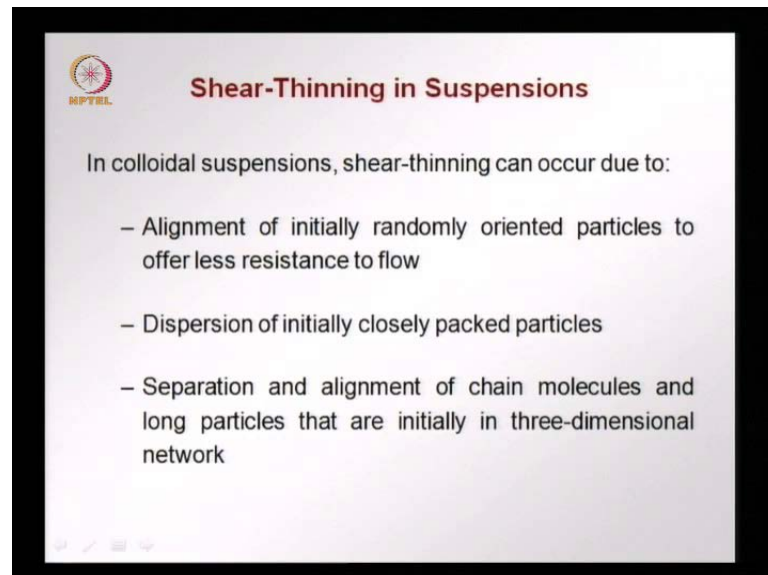 NPTEL
Shear-Thinning in Suspensions
In colloidal suspensions, shear-thinning can occur due to:
– Alignment of initially randomly oriented particles to
offer less resistance to flow
– Dispersion of initially closely packed particles
– Separation and alignment of chain molecules and
long particles that are initially in three-dimensional
network